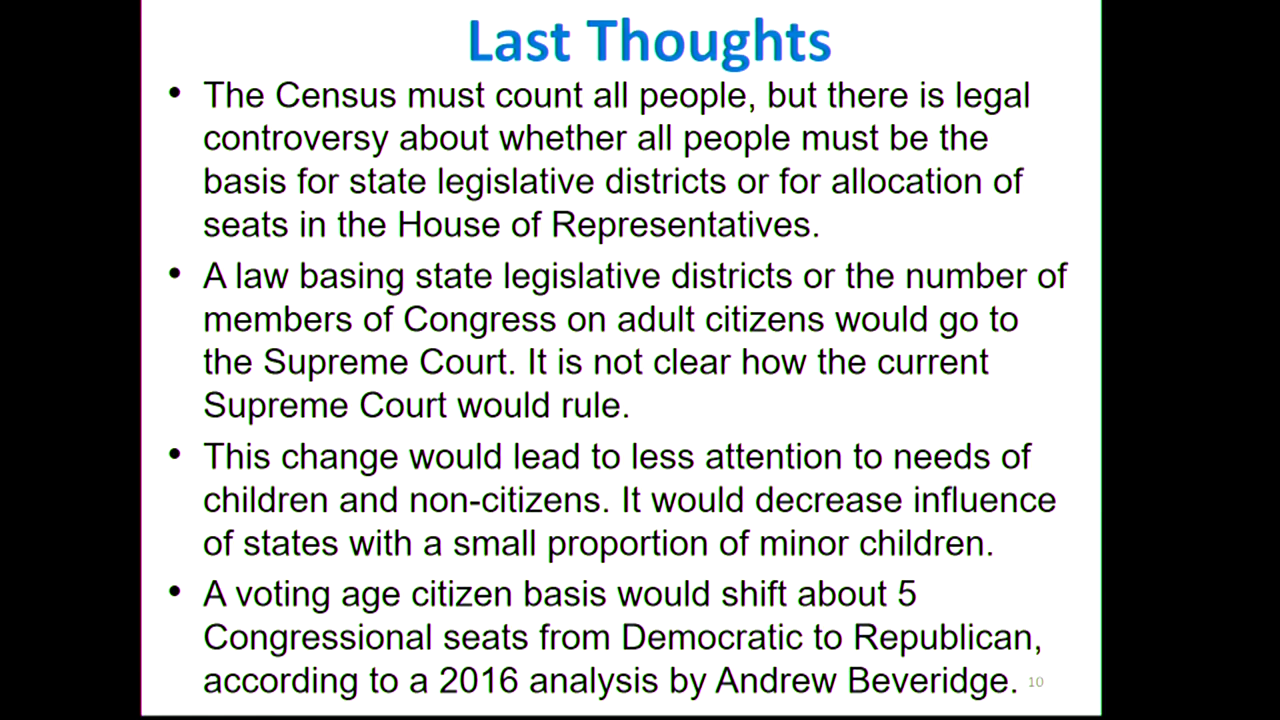 Last Thoughts
• The Census must count all people, but there is legal
controversy about whether all people must be the
basis for state legislative districts or for allocation of
seats in the House of Representatives.
• A law basing state legislative districts or the number of
members of Congress on adult citizens would go to
the Supreme Court. It is not clear how the current
Supreme Court would rule.
• This change would lead to less attention to needs of
children and non-citizens. It would decrease influence
of states with a small proportion of minor children.
• A voting age citizen basis would shift about 5
Congressional seats from Democratic to Republican,
according to a 2016 analysis by Andrew Beveridge. 10